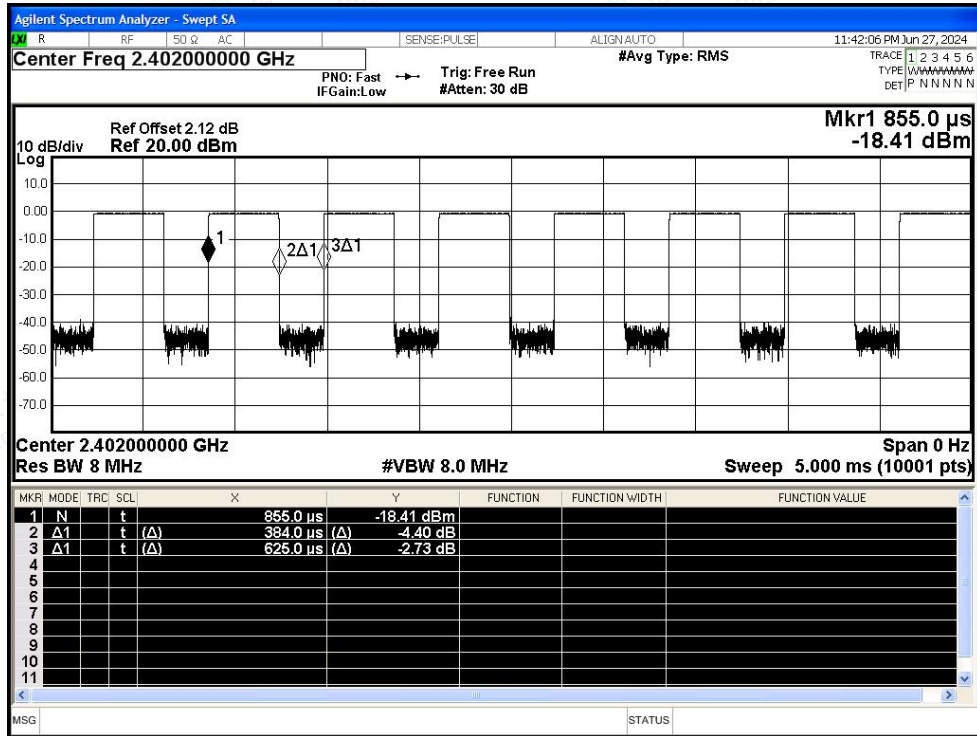 Agilent Spectrum Analyzer - Swept SA
LXI R RF 50 Ω AC SENSE:PULSE ALIGN AUTO 11:42:06 PM Jun 27, 2024
Center Freq 2.402000000 GHz #Avg Type: RMS TRACE 1 2 3 4 5 6
PNO: Fast Trig: Free Run TYPE WWWWWW
IFGain:Low #Atten: 30 dB DET P N N N N N
Mkr1 855.0 µs
Ref Offset 2.12 dB
10 dB/div Ref 20.00 dBm -18.41 dBm
Log
10.0
0.00
-10.0
1
2Δ1 3Δ1
-20.0
-30.0
-40.0
-50.0
-60.0
-70.0
Center 2.402000000 GHz Span 0 Hz
Res BW 8 MHz #VBW 8.0 MHz Sweep 5.000 ms (10001 pts)
MKR MODE TRC SCL X Y FUNCTION FUNCTION WIDTH FUNCTION VALUE
1 N t 855.0 µs -18.41 dBm
2 Δ1 t (Δ) 384.0 µs (Δ) -4.40 dB
3 Δ1 t (Δ) 625.0 µs (Δ) -2.73 dB
4
5
6
7
8
9
10
11
MSG STATUS